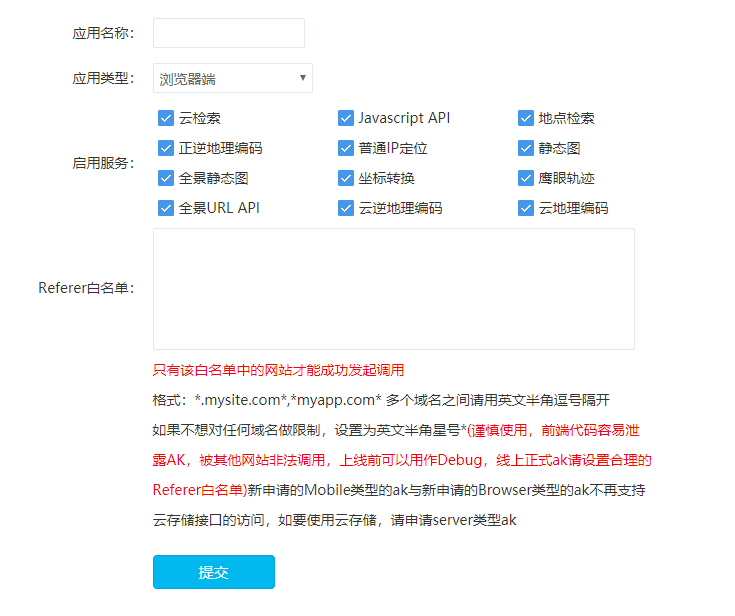 应用名称：
应用类型： 浏览器端
启用服务：
云检索 Javascript API 地点检索
正逆地理编码 普通IP定位 静态图
全景静态图 坐标转换 鹰眼轨迹
全景URL API 云逆地理编码 云地理编码
Referer白名单：
只有该白名单中的网站才能成功发起调用
格式：*.mysite.com*,*myapp.com* 多个域名之间请用英文半角逗号隔开
如果不想对任何域名做限制，设置为英文半角星号*(谨慎使用，前端代码容易泄
露AK，被其他网站非法调用，上线前可以用作Debug，线上正式ak请设置合理的
Referer白名单)新申请的Mobile类型的ak与新申请的Browser类型的ak不再支持
云存储接口的访问，如要使用云存储，请申请server类型ak
提交